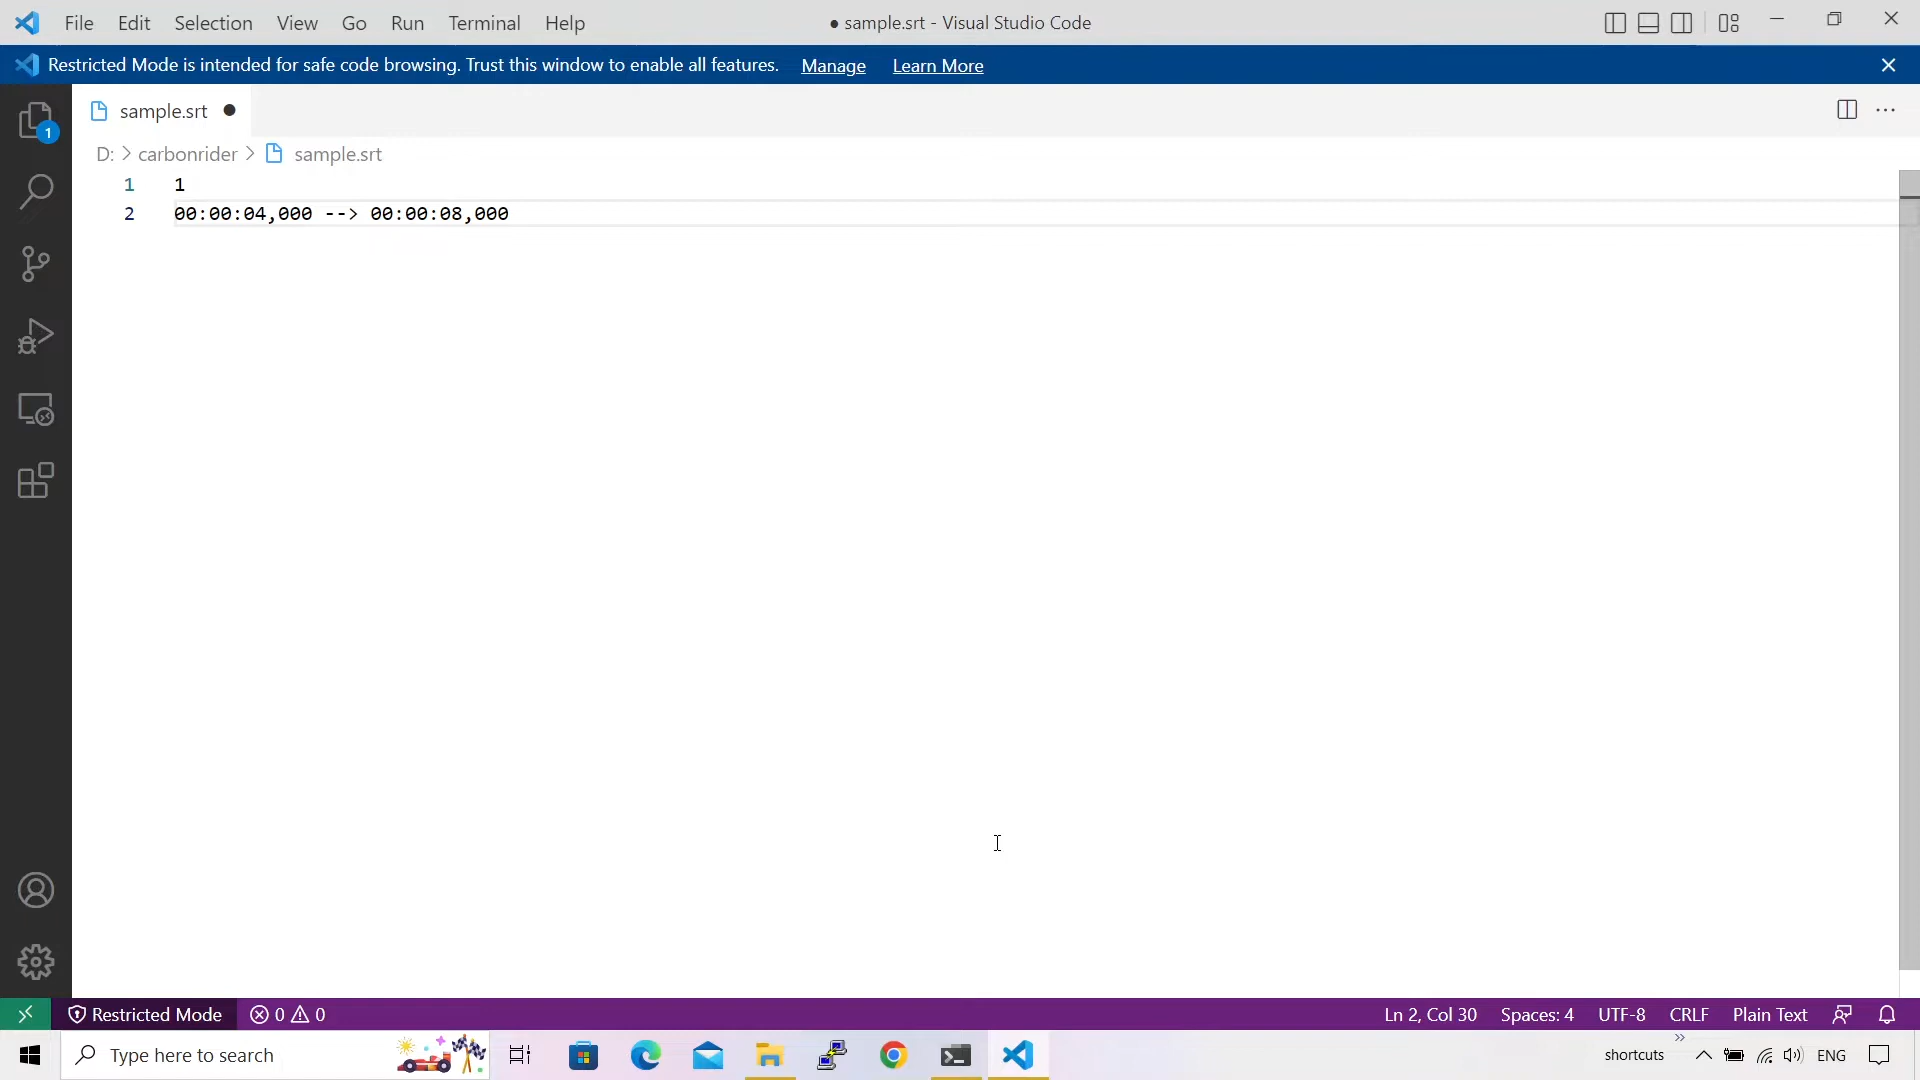 File Edit Selection View Go Run Terminal Help
● sample.srt - Visual Studio Code
Restricted Mode is intended for safe code browsing. Trust this window to enable all features. Manage Learn More
sample.srt
1
D: > carbonrider > sample.srt
1 1
2 00:00:04,000 --> 00:00:08,000
Restricted Mode 0 0 Ln 2, Col 30 Spaces: 4 UTF-8 CRLF Plain Text
Type here to search shortcuts » ENG